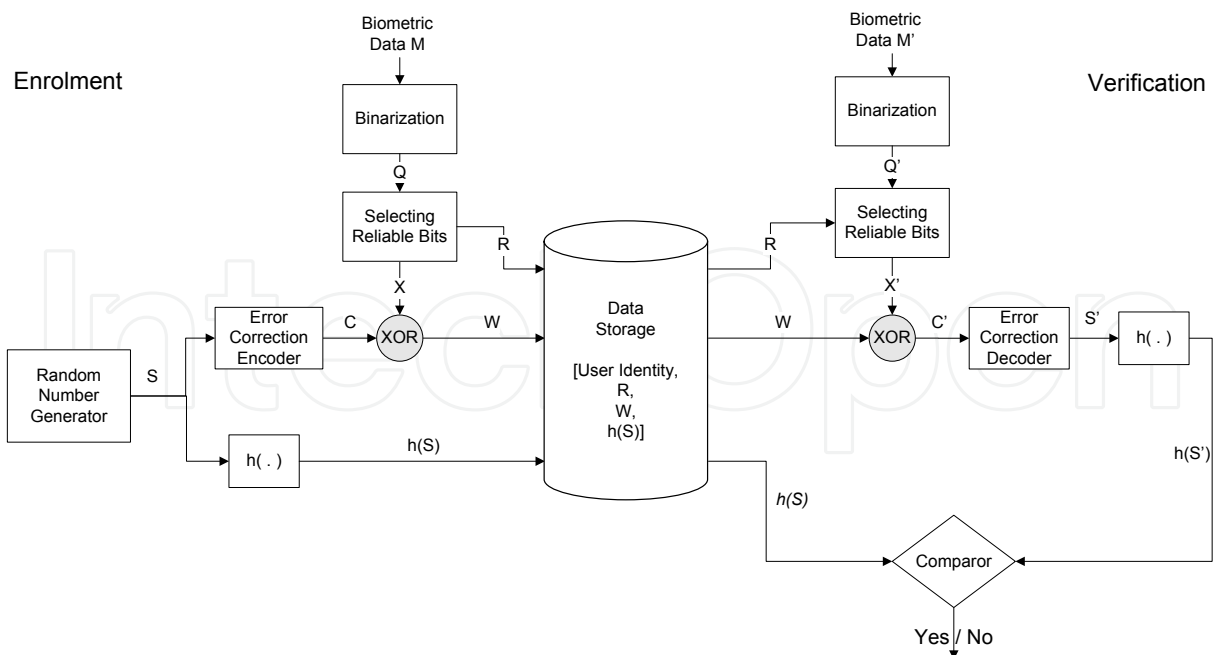 Biometric
Data M
Biometric
Data M'
Enrolment
Verification
Binarization
Binarization
Q
Q'
Selecting
Reliable Bits
Selecting
Reliable Bits
R
R
X
X'
Random
Number
Generator
S
Error
Correction
Encoder
C
XOR
W
Data
Storage
[User Identity,
R,
W,
h(S)]
W
XOR
C'
Error
Correction
Decoder
S'
h( . )
h( . )
h(S)
h(S)
h(S')
Comparor
Yes / No
IntechOpen